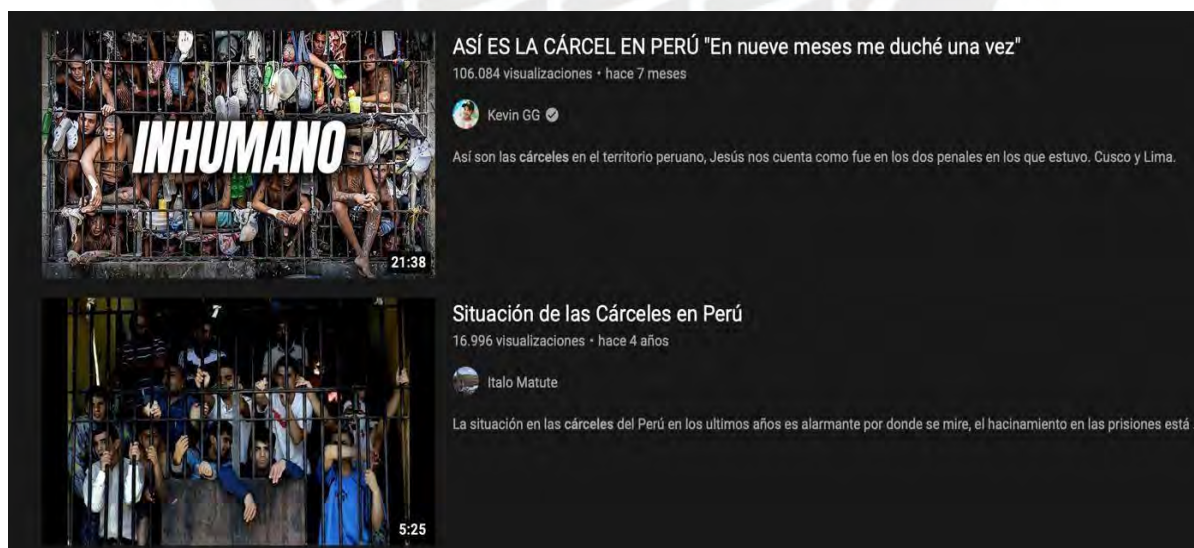 ASÍ ES LA CÁRCEL EN PERÚ "En nueve meses me duché una vez"
106.084 visualizaciones • hace 7 meses
Kevin GG
Así son las cárceles en el territorio peruano, Jesús nos cuenta como fue en los dos penales en los que estuvo. Cusco y Lima.
INHUMANO
21:38
Situación de las Cárceles en Perú
16.996 visualizaciones • hace 4 años
Italo Matute
La situación en las cárceles del Perú en los ultimos años es alarmante por donde se mire, el hacinamiento en las prisiones está
5:25